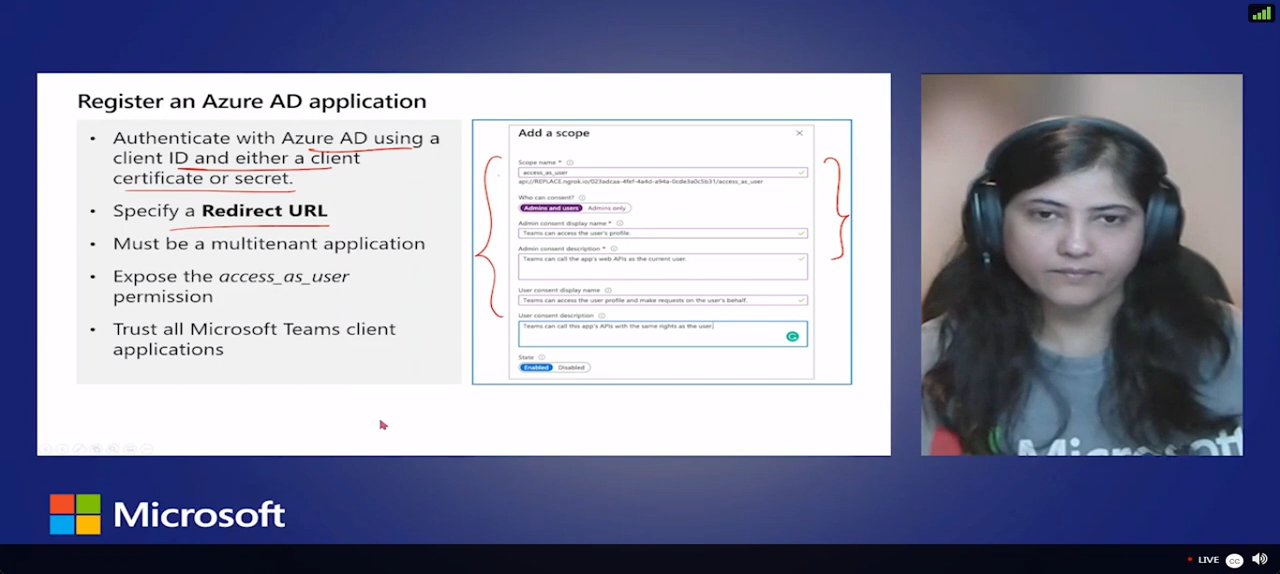 Register an Azure AD application
• Authenticate with Azure AD using a
client ID and either a client
certificate or secret.
• Specify a Redirect URL
• Must be a multitenant application
• Expose the access_as_user
permission
• Trust all Microsoft Teams client
applications
Add a scope
Scope name *
access_as_user
api://REPLACE.ngrok.io/023adcaa-4fef-4a4d-a94a-0cde3a0c5b31/access_as_user
Who can consent?
Admins and users Admins only
Admin consent display name *
Teams can access the user's profile.
Admin consent description *
Teams can call the app's web APIs as the current user.
User consent display name
Teams can access the user profile and make requests on the user's behalf.
User consent description
Teams can call this app's APIs with the same rights as the user.
State
Enabled Disabled
Microsoft
Microsoft
LIVE CC